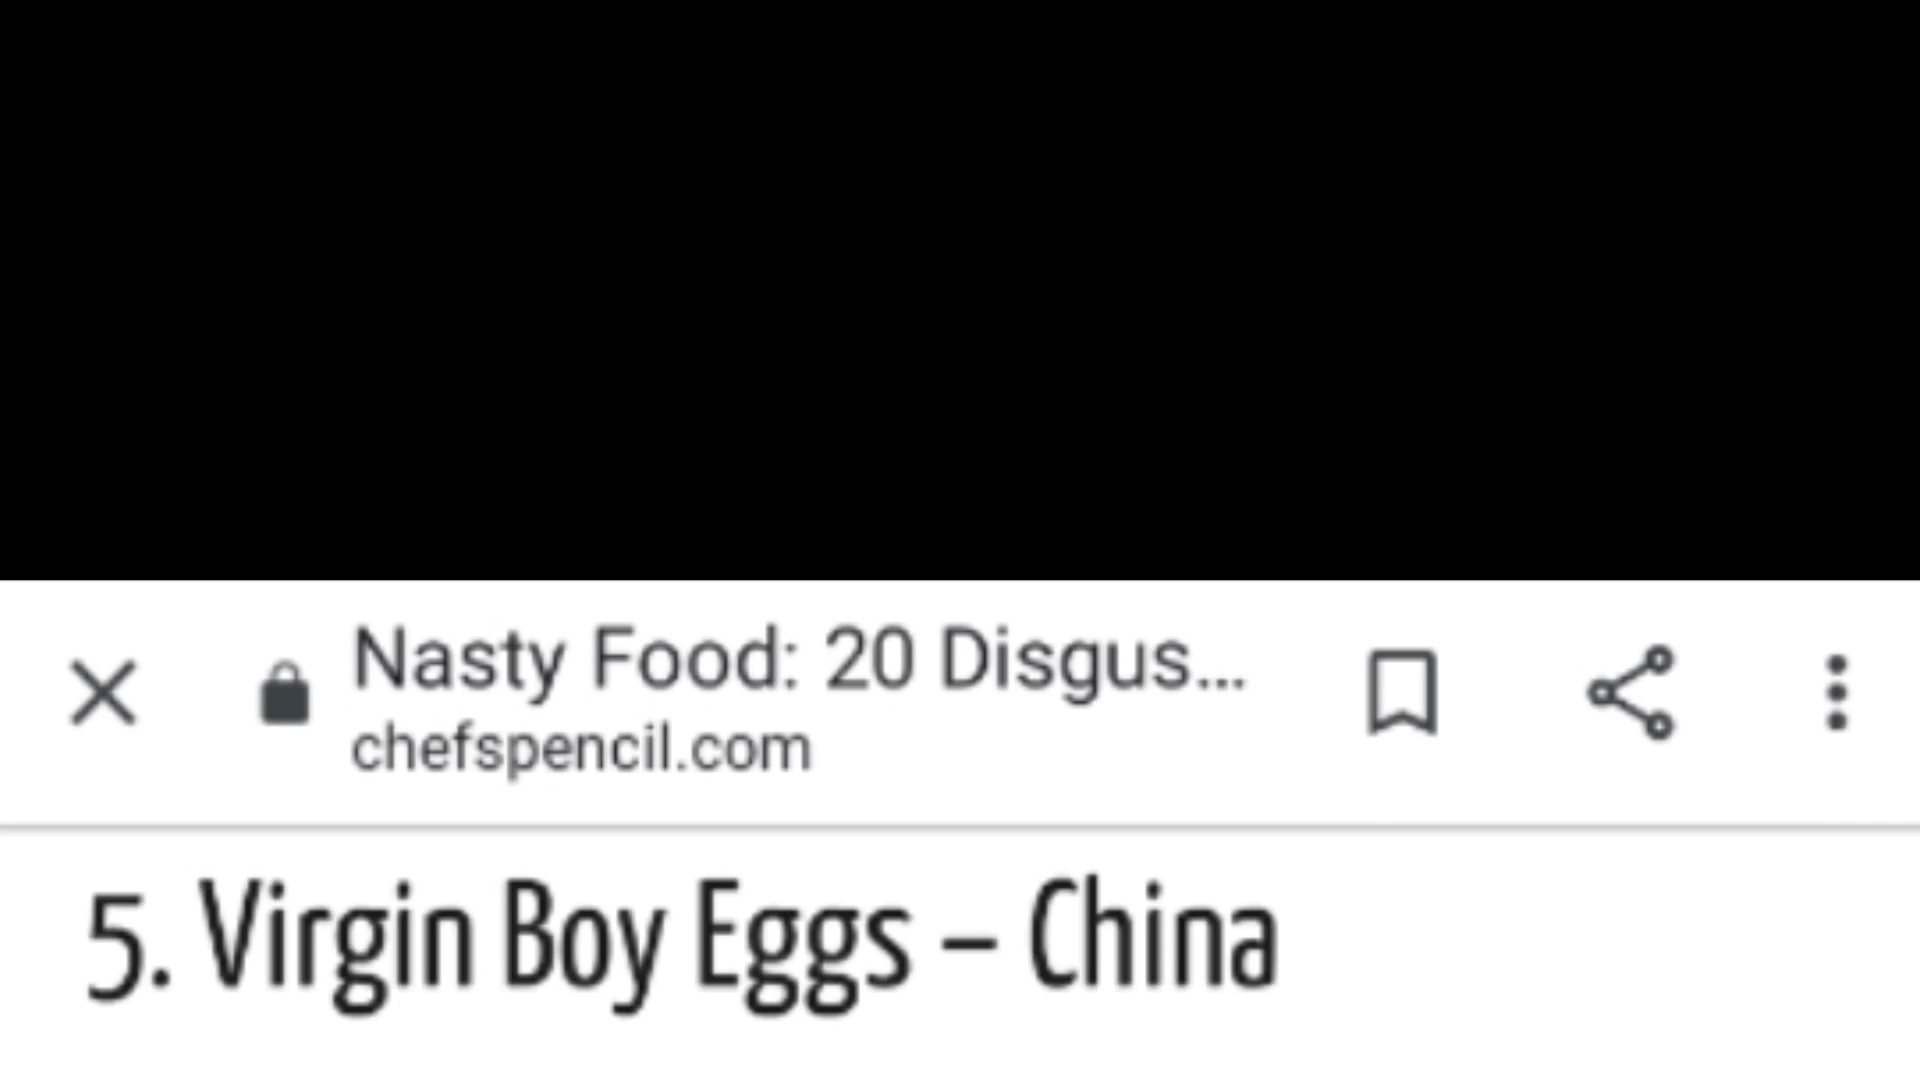 Nasty Food: 20 Disgus...
chefspencil.com
5. Virgin Boy Eggs – China